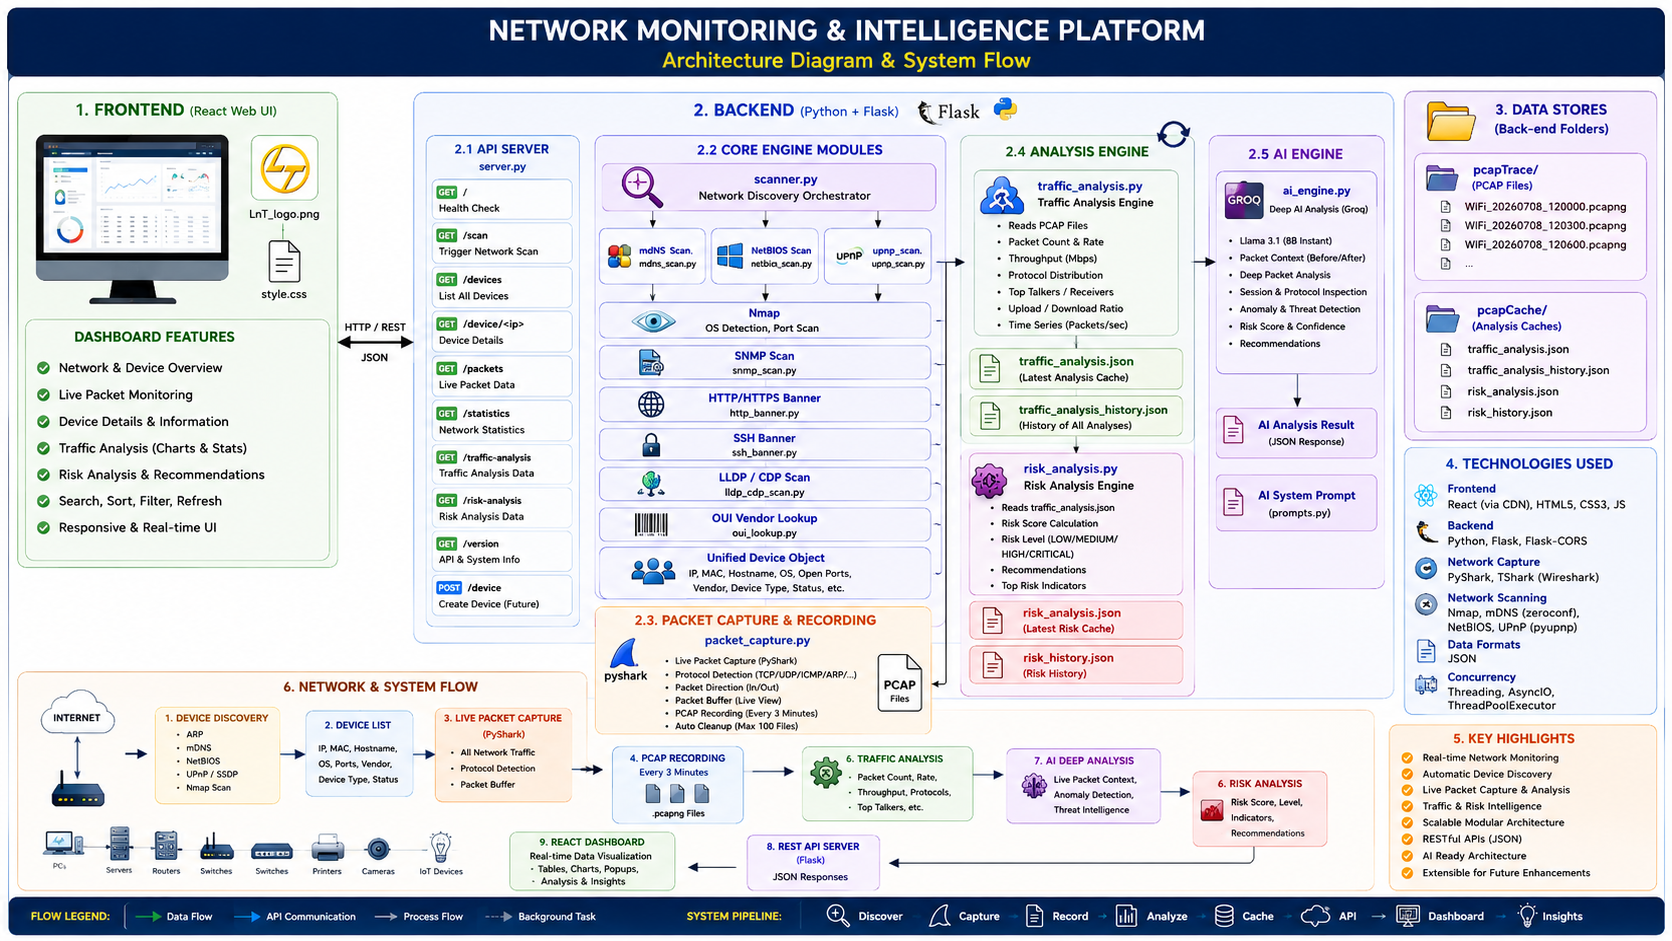 NETWORK MONITORING & INTELLIGENCE PLATFORM
Architecture Diagram & System Flow
1. FRONTEND (React Web UI)
LnT_logo.png
style.css
DASHBOARD FEATURES
Network & Device Overview
Live Packet Monitoring
Device Details & Information
Traffic Analysis (Charts & Stats)
Risk Analysis & Recommendations
Search, Sort, Filter, Refresh
Responsive & Real-time UI
HTTP / REST
JSON
2. BACKEND (Python + Flask)
Flask
2.1 API SERVER
server.py
GET /
Health Check
GET /scan
Trigger Network Scan
GET /devices
List All Devices
GET /device/<ip>
Device Details
GET /packets
Live Packet Data
GET /statistics
Network Statistics
GET /traffic-analysis
Traffic Analysis Data
GET /risk-analysis
Risk Analysis Data
GET /version
API & System Info
POST /device
Create Device (Future)
2.2 CORE ENGINE MODULES
scanner.py
Network Discovery Orchestrator
mdNS Scan.
mdns_scan.py
NetBIOS Scan
netbios_scan.py
UPnP
upnp_scan.
upnp_scan.py
Nmap
OS Detection, Port Scan
SNMP Scan
snmp_scan.py
HTTP/HTTPS Banner
http_banner.py
SSH Banner
ssh_banner.py
LLDP / CDP Scan
lldp_cdp_scan.py
OUI Vendor Lookup
oui_lookup.py
Unified Device Object
IP, MAC, Hostname, OS, Open Ports,
Vendor, Device Type, Status, etc.
2.3. PACKET CAPTURE & RECORDING
packet_capture.py
pyshark
• Live Packet Capture (PyShark)
• Protocol Detection (TCP/UDP/ICMP/ARP/...)
• Packet Direction (In/Out)
• Packet Buffer (Live View)
• PCAP Recording (Every 3 Minutes)
• Auto Cleanup (Max 100 Files)
PCAP
Files
2.4 ANALYSIS ENGINE
traffic_analysis.py
Traffic Analysis Engine
• Reads PCAP Files
• Packet Count & Rate
• Throughput (Mbps)
• Protocol Distribution
• Top Talkers / Receivers
• Upload / Download Ratio
• Time Series (Packets/sec)
traffic_analysis.json
(Latest Analysis Cache)
traffic_analysis_history.json
(History of All Analyses)
risk_analysis.py
Risk Analysis Engine
• Reads traffic_analysis.json
• Risk Score Calculation
• Risk Level (LOW/MEDIUM/
HIGH/CRITICAL)
• Recommendations
• Top Risk Indicators
risk_analysis.json
(Latest Risk Cache)
risk_history.json
(Risk History)
2.5 AI ENGINE
GROQ
ai_engine.py
Deep AI Analysis (Groq)
• Llama 3.1 (8B Instant)
• Packet Context (Before/After)
• Deep Packet Analysis
• Session & Protocol Inspection
• Anomaly & Threat Detection
• Risk Score & Confidence
• Recommendations
AI Analysis Result
(JSON Response)
AI System Prompt
(prompts.py)
3. DATA STORES
(Back-end Folders)
pcapTrace/
(PCAP Files)
WiFi_20260708_120000.pcapng
WiFi_20260708_120300.pcapng
WiFi_20260708_120600.pcapng
...
pcapCache/
(Analysis Caches)
traffic_analysis.json
traffic_analysis_history.json
risk_analysis.json
risk_history.json
4. TECHNOLOGIES USED
Frontend
React (via CDN), HTML5, CSS3, JS
Backend
Python, Flask, Flask-CORS
Network Capture
PyShark, TShark (Wireshark)
Network Scanning
Nmap, mDNS (zeroconf),
NetBIOS, UPnP (pyupnp)
Data Formats
JSON
Concurrency
Threading, AsyncIO,
ThreadPoolExecutor
5. KEY HIGHLIGHTS
Real-time Network Monitoring
Automatic Device Discovery
Live Packet Capture & Analysis
Traffic & Risk Intelligence
Scalable Modular Architecture
RESTful APIs (JSON)
AI Ready Architecture
Extensible for Future Enhancements
6. NETWORK & SYSTEM FLOW
INTERNET
1. DEVICE DISCOVERY
• ARP
• mDNS
• NetBIOS
• UPnP / SSDP
• Nmap Scan
2. DEVICE LIST
IP, MAC, Hostname,
OS, Ports, Vendor,
Device Type, Status
3. LIVE PACKET CAPTURE
(PyShark)
• All Network Traffic
• Protocol Detection
• Packet Buffer
4. PCAP RECORDING
Every 3 Minutes
.pcapng Files
6. TRAFFIC ANALYSIS
• Packet Count, Rate,
• Throughput, Protocols,
• Top Talkers, etc.
7. AI DEEP ANALYSIS
Live Packet Context,
Anomaly Detection,
Threat Intelligence
6. RISK ANALYSIS
Risk Score, Level,
Indicators,
Recommendations
8. REST API SERVER
(Flask)
JSON Responses
9. REACT DASHBOARD
Real-time Data Visualization
• Tables, Charts, Popups,
• Analysis & Insights
PCs
Servers
Routers
Switches
Switches
Printers
Cameras
IoT Devices
FLOW LEGEND:
Data Flow
API Communication
Process Flow
Background Task
SYSTEM PIPELINE:
Discover
Capture
Record
Analyze
Cache
API
Dashboard
Insights